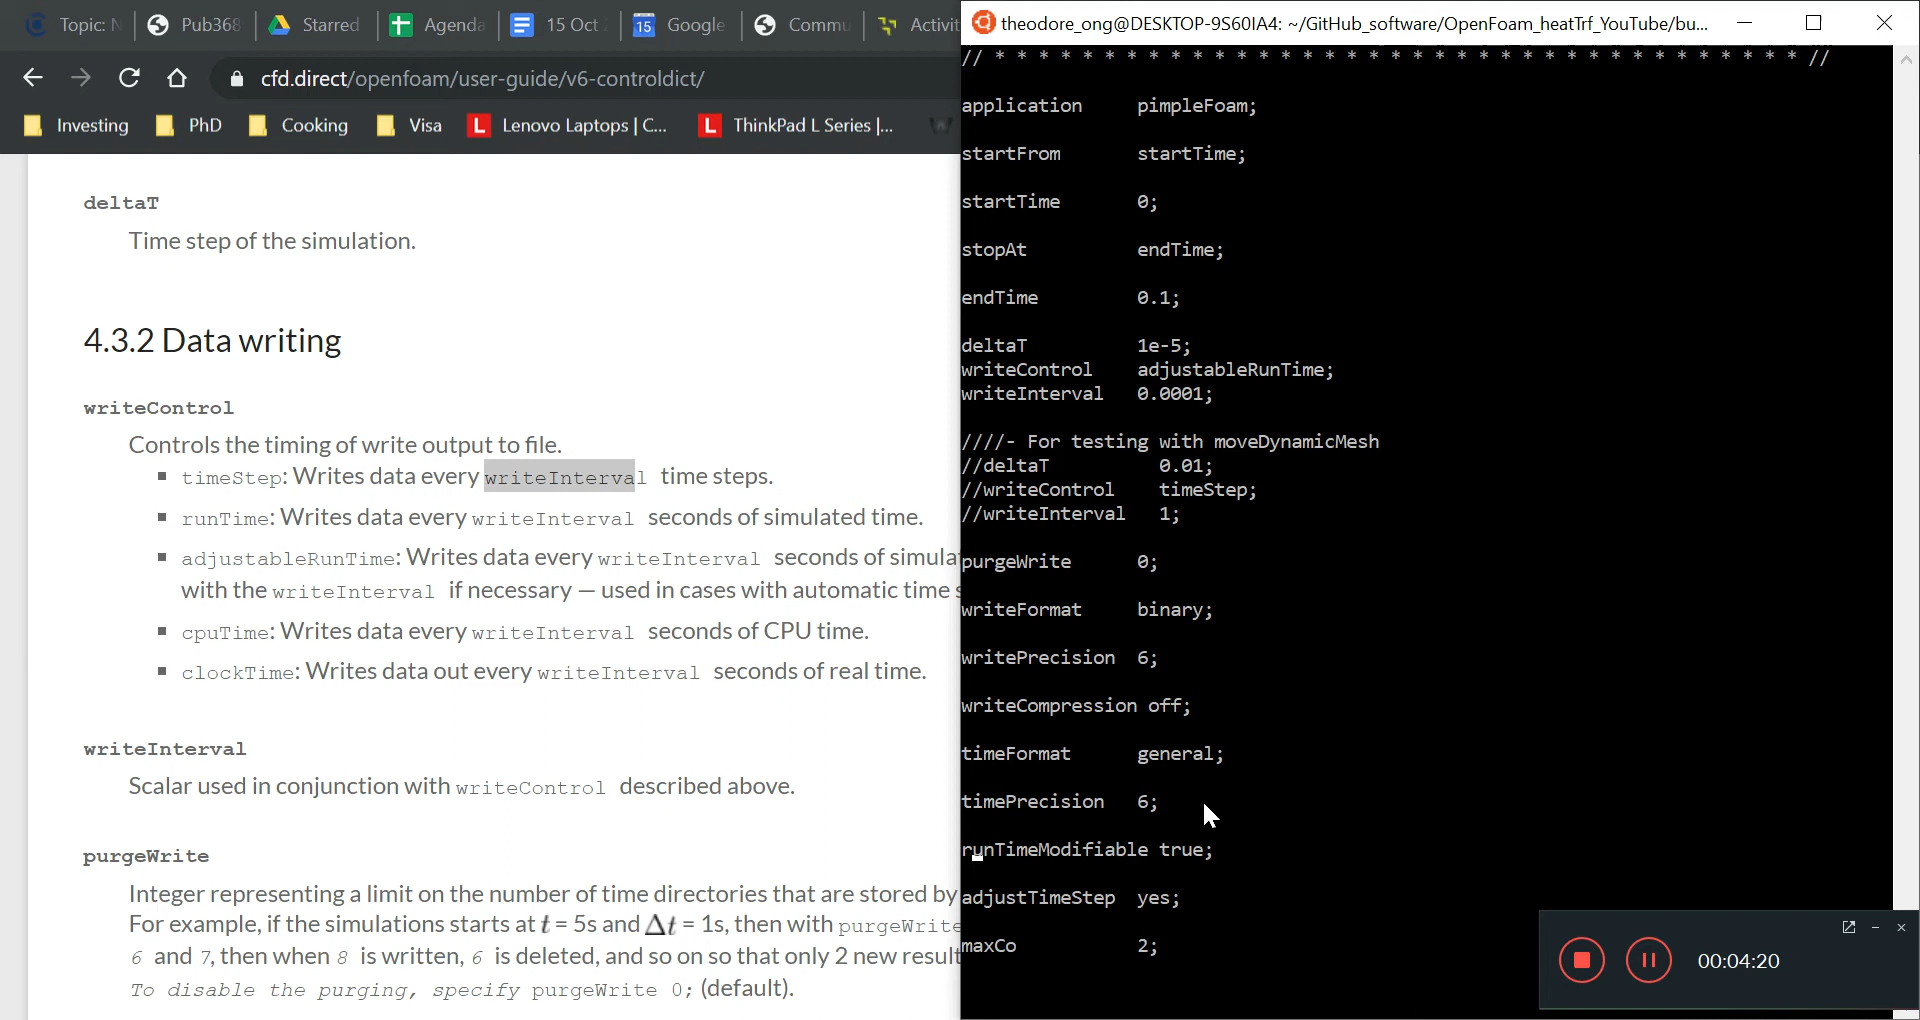 Topic: N
Pub368
Starred
Agenda
15 Oct
15
Google
Commu
Activit
theodore_ong@DESKTOP-9S60IA4: ~/GitHub_software/OpenFoam_heatTrf_YouTube/bu...
cfd.direct/openfoam/user-guide/v6-controldict/
Investing
PhD
Cooking
Visa
L
Lenovo Laptops | C...
L
ThinkPad L Series |...
deltaT
Time step of the simulation.
4.3.2 Data writing
writeControl
Controls the timing of write output to file.
▪ timeStep: Writes data every writeInterval time steps.
▪ runTime: Writes data every writeInterval seconds of simulated time.
▪ adjustableRunTime: Writes data every writeInterval seconds of simula
with the writeInterval if necessary — used in cases with automatic time s
▪ cpuTime: Writes data every writeInterval seconds of CPU time.
▪ clockTime: Writes data out every writeInterval seconds of real time.
writeInterval
Scalar used in conjunction with writeControl described above.
purgeWrite
Integer representing a limit on the number of time directories that are stored by
For example, if the simulations starts at t = 5s and Δt = 1s, then with purgeWrite
6 and 7, then when 8 is written, 6 is deleted, and so on so that only 2 new result
To disable the purging, specify purgeWrite 0; (default).
// * * * * * * * * * * * * * * * * * * * * * * * * * * * * * * * * * * * * * //
application     pimpleFoam;
startFrom       startTime;
startTime       0;
stopAt          endTime;
endTime         0.1;
deltaT          1e-5;
writeControl    adjustableRunTime;
writeInterval   0.0001;
////- For testing with moveDynamicMesh
//deltaT          0.01;
//writeControl    timeStep;
//writeInterval   1;
purgeWrite      0;
writeFormat     binary;
writePrecision  6;
writeCompression off;
timeFormat      general;
timePrecision   6;
runTimeModifiable true;
adjustTimeStep  yes;
maxCo           2;
00:04:20